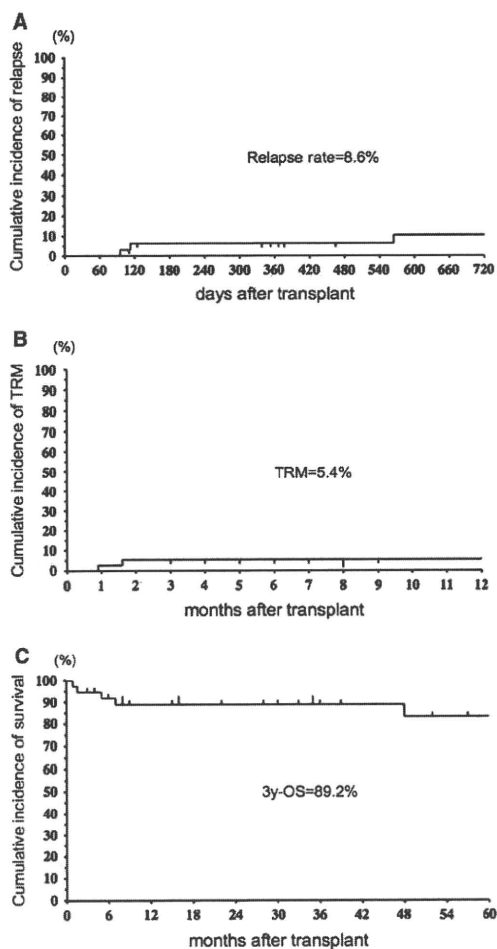 A
(%)
Cumulative incidence of relapse
100
90
80
70
60
50
40
30
20
10
0
Relapse rate=8.6%
0 60 120 180 240 300 360 420 480 540 600 660 720
days after transplant
B
(%)
Cumulative incidence of TRM
100
90
80
70
60
50
40
30
20
10
0
TRM=5.4%
0 1 2 3 4 5 6 7 8 9 10 11 12
months after transplant
C
(%)
Cumulative incidence of survival
100
90
80
70
60
50
40
30
20
10
0
3y-OS=89.2%
0 6 12 18 24 30 36 42 48 54 60
months after transplant